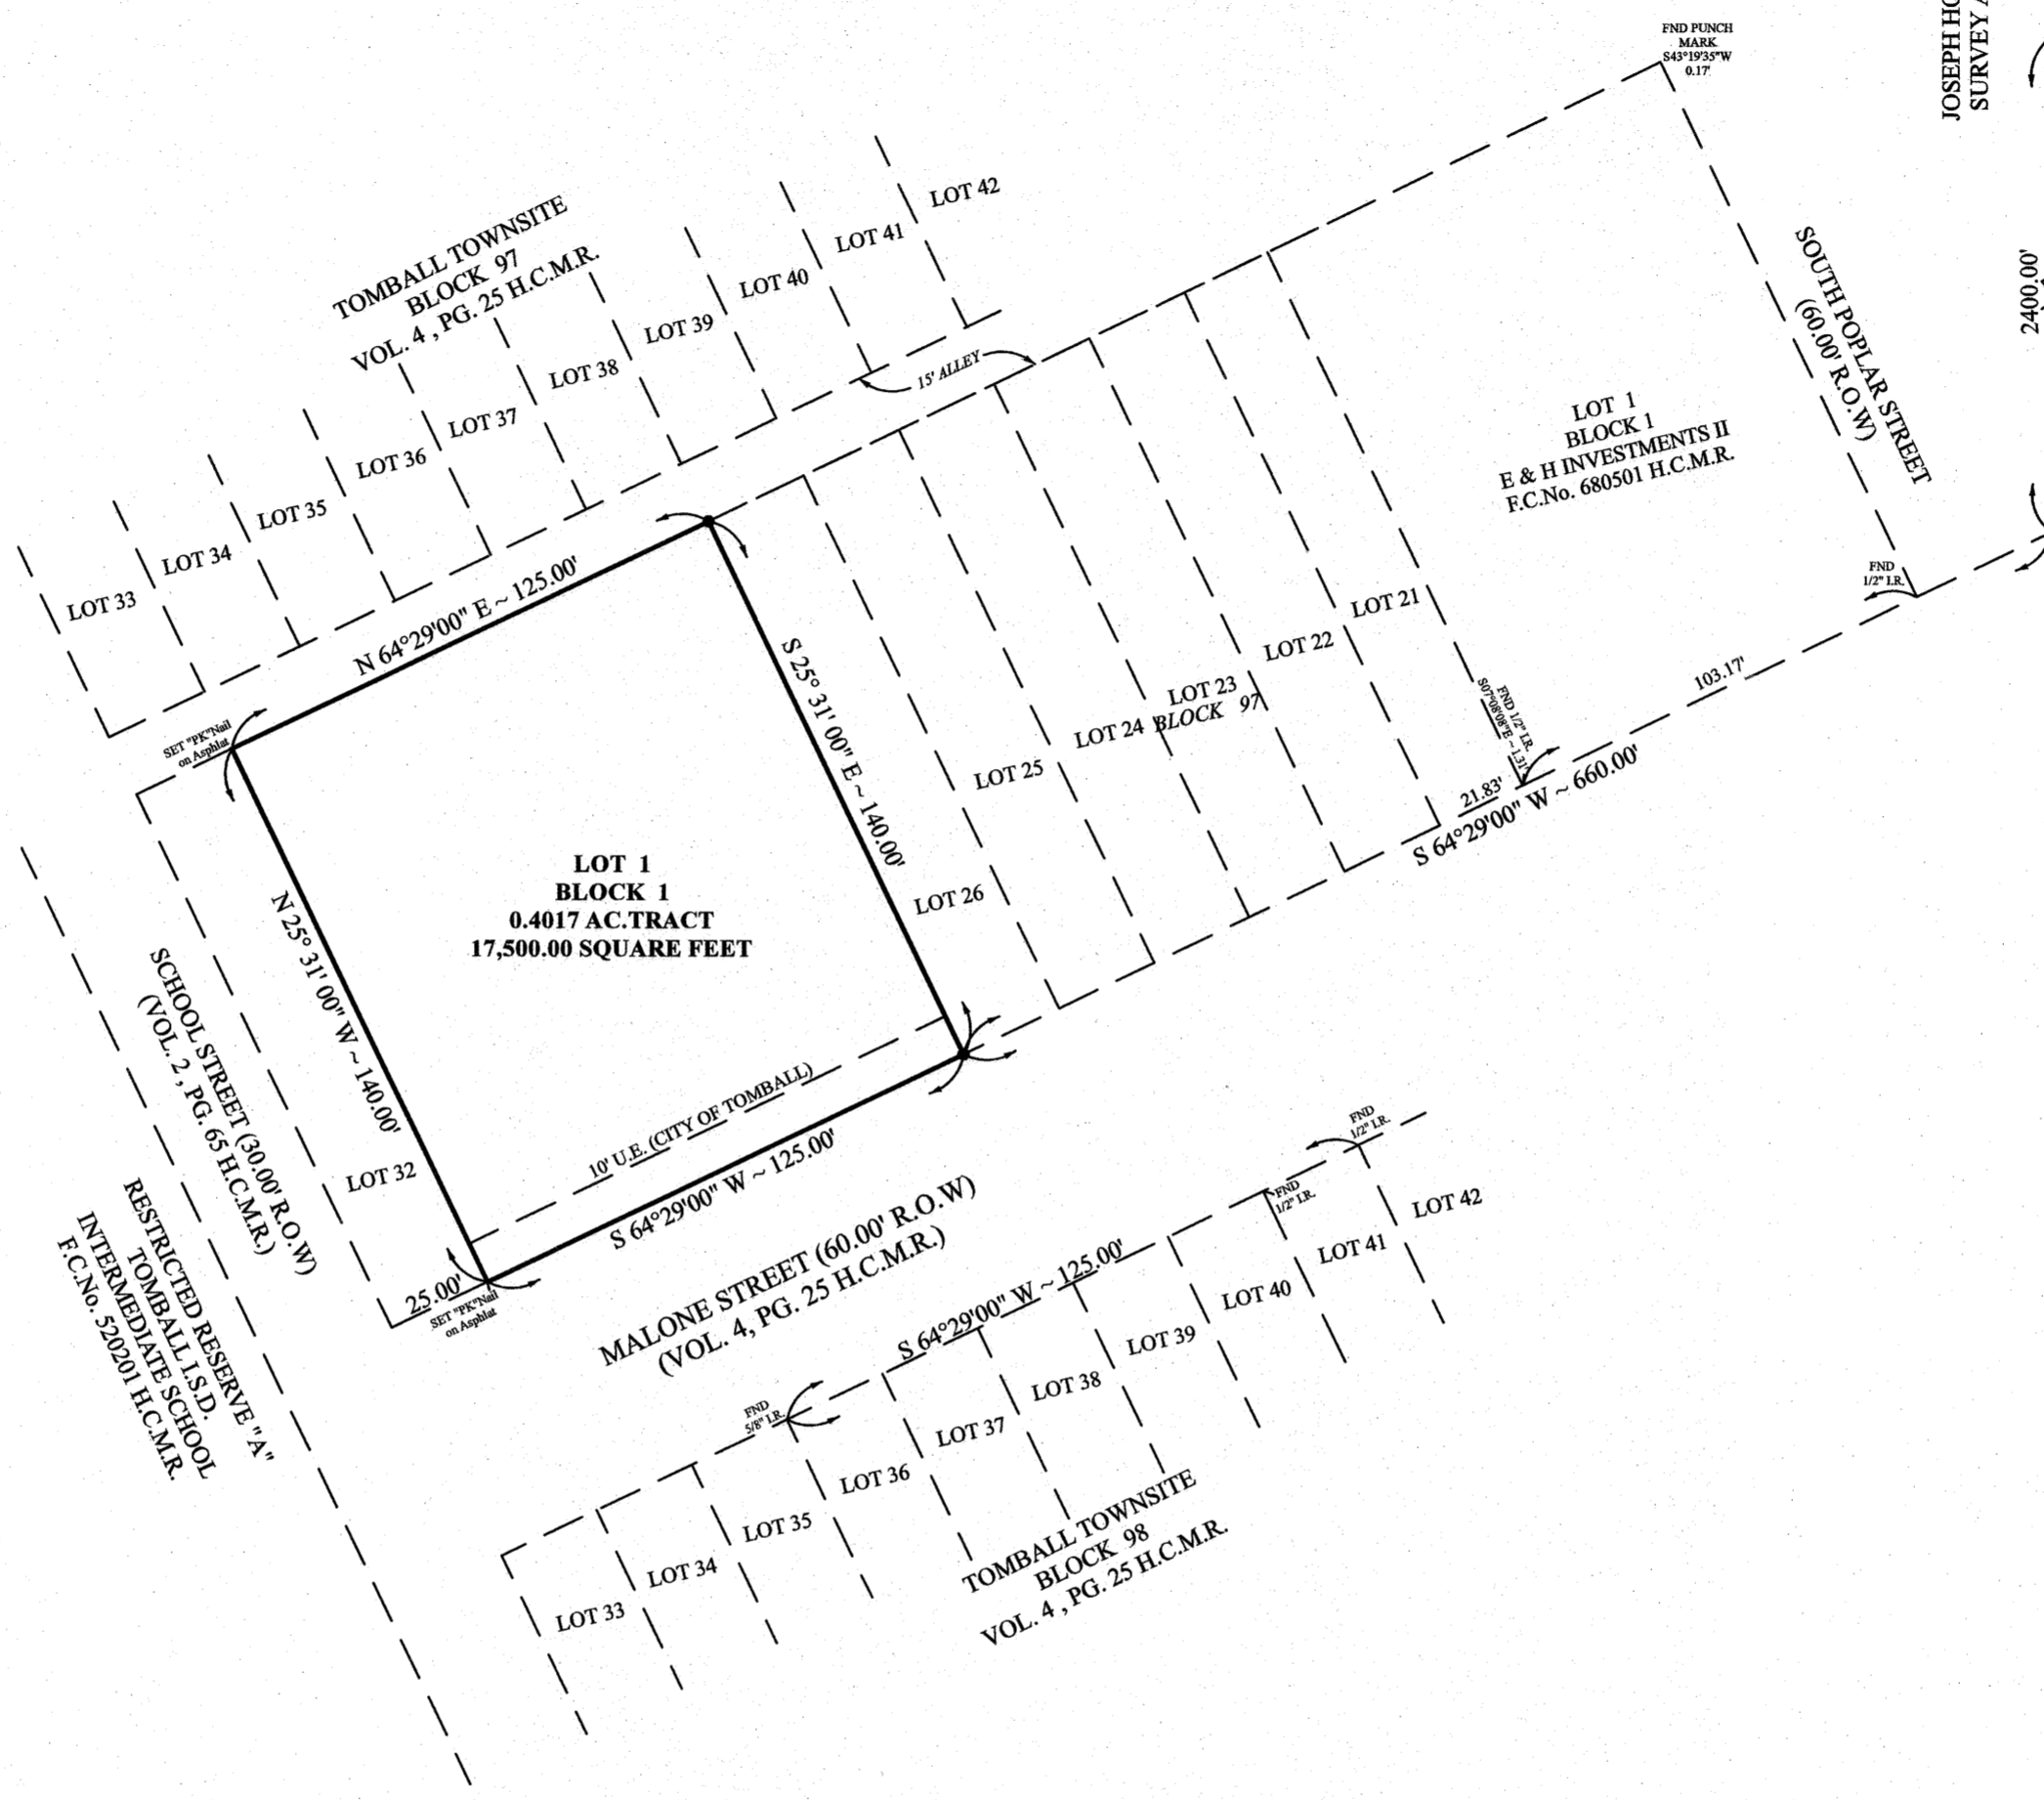 FND PUNCH
MARK
S43°19'35"W
0.17'
JOSEPH HO
SURVEY A
2400.00'
TOMBALL TOWNSITE
BLOCK 97
VOL. 4 , PG. 25 H.C.M.R.
LOT 42
LOT 41
LOT 40
LOT 39
LOT 38
LOT 37
LOT 36
LOT 35
LOT 34
LOT 33
15' ALLEY
SOUTH POPLAR STREET
(60.00' R.O.W)
LOT 1
BLOCK 1
E & H INVESTMENTS II
F.C.No. 680501 H.C.M.R.
FND
1/2" I.R.
103.17'
N 64°29'00" E ~ 125.00'
S 25° 31' 00" E ~ 140.00'
SET "PK"Nail
on Asphlat
LOT 21
LOT 22
LOT 23
BLOCK 97
LOT 24
LOT 25
LOT 26
FND 1/2" I.R.
S07°08'08"E ~ 1.31'
21.83'
S 64°29'00" W ~ 660.00'
LOT 1
BLOCK 1
0.4017 AC.TRACT
17,500.00 SQUARE FEET
N 25° 31' 00" W ~ 140.00'
SCHOOL STREET (30.00' R.O.W)
(VOL. 2 , PG. 65 H.C.M.R.)
LOT 32
10' U.E. (CITY OF TOMBALL)
S 64°29'00" W ~ 125.00'
25.00'
SET "PK"Nail
on Asphlat
RESTRICTED RESERVE "A"
TOMBALL I.S.D.
INTERMEDIATE SCHOOL
F.C.No. 520201 H.C.M.R.
MALONE STREET (60.00' R.O.W)
(VOL. 4, PG. 25 H.C.M.R.)
FND
1/2" I.R.
FND
1/2" I.R.
S 64°29'00" W ~ 125.00'
FND
5/8" I.R.
LOT 42
LOT 41
LOT 40
LOT 39
LOT 38
LOT 37
LOT 36
LOT 35
LOT 34
LOT 33
TOMBALL TOWNSITE
BLOCK 98
VOL. 4 , PG. 25 H.C.M.R.